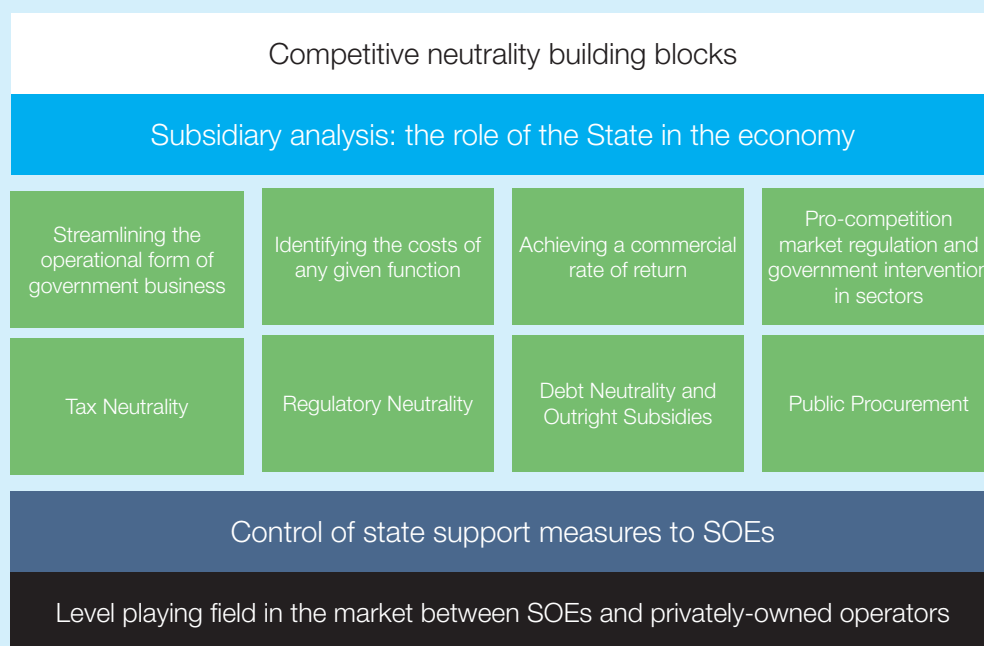 Competitive neutrality building blocks
Subsidiary analysis: the role of the State in the economy
Streamlining the
operational form of
government business
Identifying the costs of
any given function
Achieving a commercial
rate of return
Pro-competition
market regulation and
government intervention
in sectors
Tax Neutrality
Regulatory Neutrality
Debt Neutrality and
Outright Subsidies
Public Procurement
Control of state support measures to SOEs
Level playing field in the market between SOEs and privately-owned operators